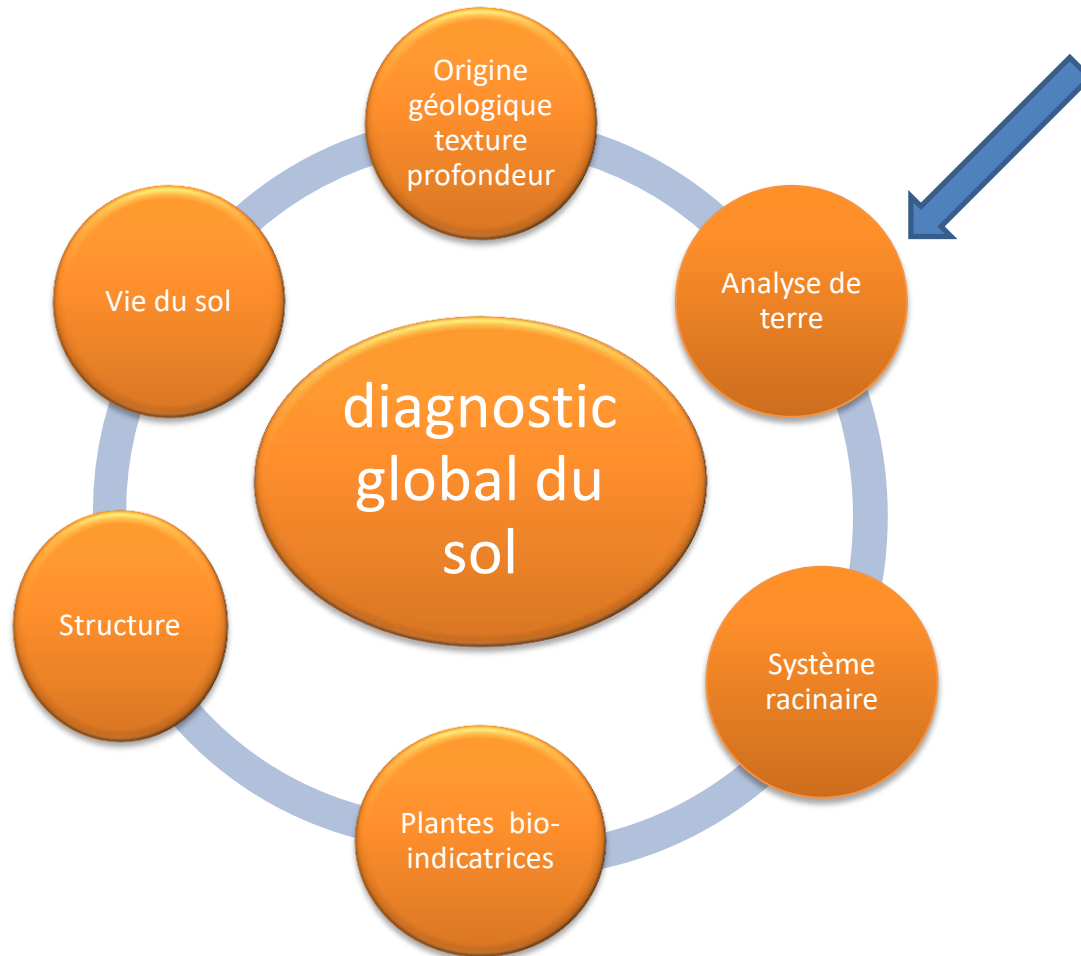 Origine
géologique
texture
profondeur
Analyse de
terre
Système
racinaire
Plantes bio-
indicatrices
Structure
Vie du sol
diagnostic
global du
sol